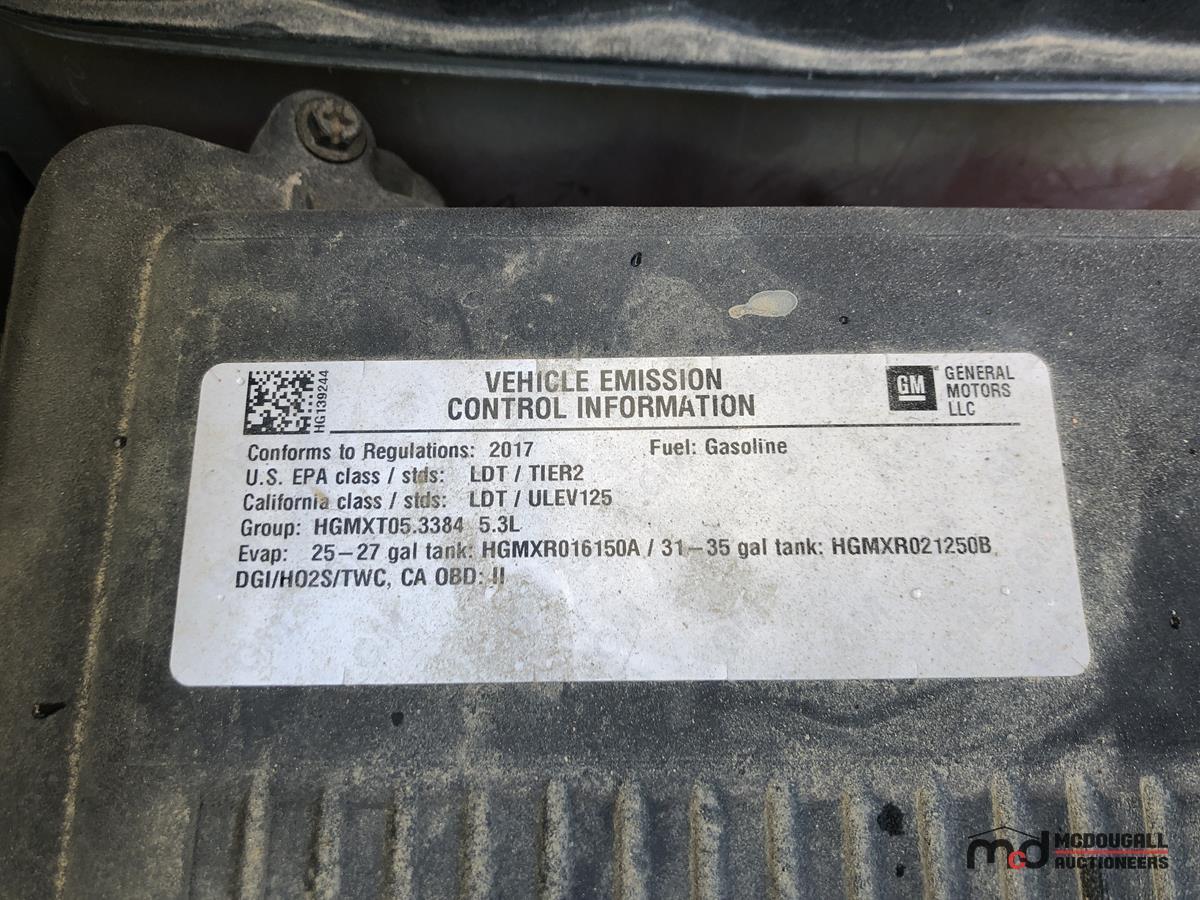 HG139244
VEHICLE EMISSION
CONTROL INFORMATION
GM
GENERAL
MOTORS
LLC
Conforms to Regulations: 2017 Fuel: Gasoline
U.S. EPA class / stds: LDT / TIER2
California class / stds: LDT / ULEV125
Group: HGMXT05.3384 5.3L
Evap: 25-27 gal tank: HGMXR016150A / 31-35 gal tank: HGMXR021250B,
DGI/HO2S/TWC, CA OBD: II
mcd MCDOUGALL
AUCTIONEERS